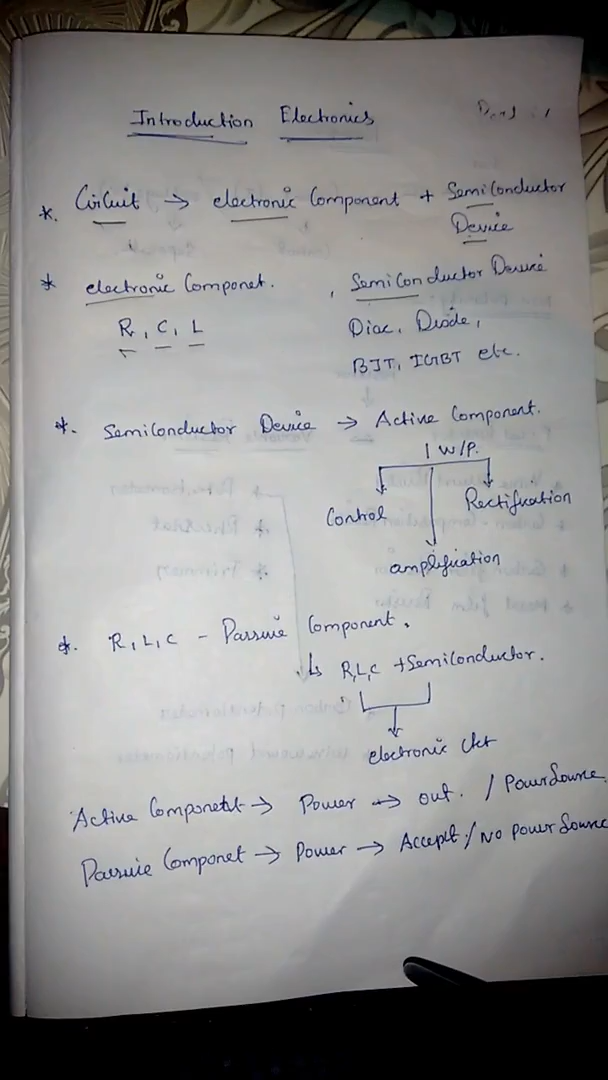 Introduction Electronics
*. Circuit → electronic Component + Semiconductor
Device
* electronic Componet. , Semiconductor Device
R, C, L Diac, Diode,
BJT, IGBT etc.
*. Semiconductor Device → Active Component.
Control Rectification
amplification
*. R, L, C - Passive Component.
R,L,C + Semiconductor.
electronic Ckt
Active Component → Power → out. / Power Source
Passive Componet → Power → Accept / No power Source